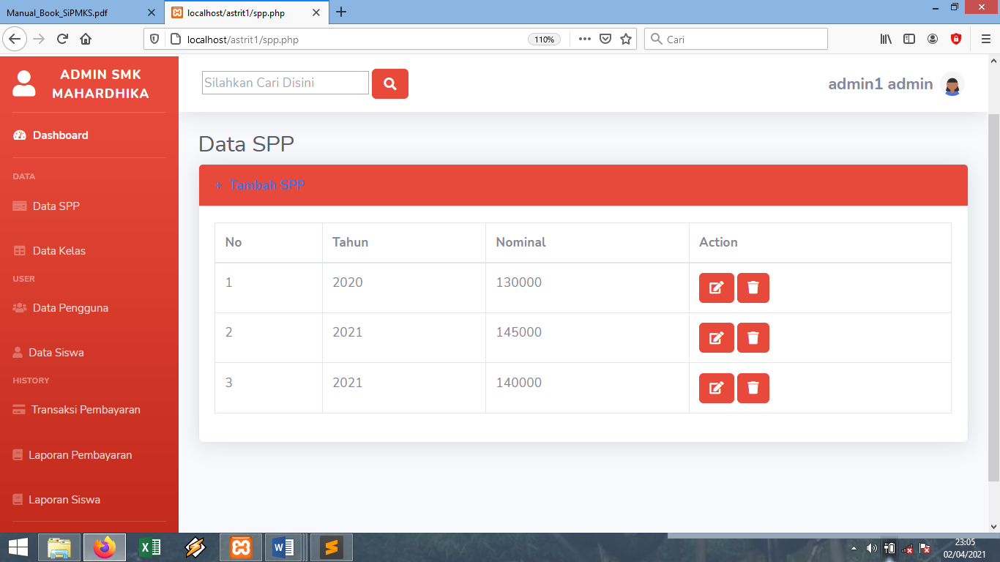 Manual_Book_SiPMKS.pdf
localhost/astrit1/spp.php
localhost/astrit1/spp.php
110%
Cari
ADMIN SMK
MAHARDHIKA
Dashboard
DATA
Data SPP
Data Kelas
USER
Data Pengguna
Data Siswa
HISTORY
Transaksi Pembayaran
Laporan Pembayaran
Laporan Siswa
Silahkan Cari Disini
admin1 admin
Data SPP
+ Tambah SPP
No Tahun Nominal Action
1 2020 130000
2 2021 145000
3 2021 140000
23:05
02/04/2021